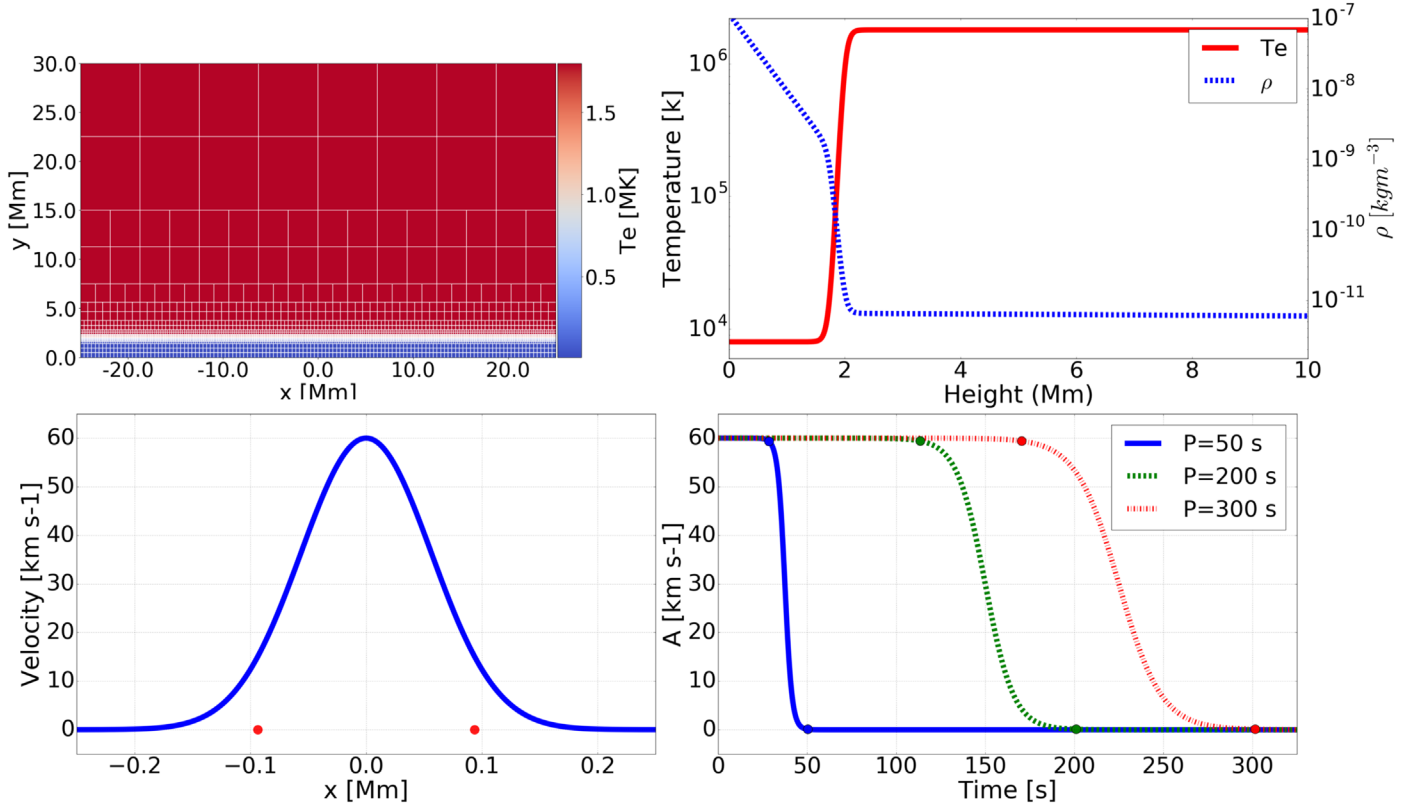 30.0
25.0
20.0
15.0
10.0
5.0
0.0
y [Mm]
-20.0 -10.0 0.0 10.0 20.0
x [Mm]
1.5
1.0
0.5
Te [MK]
10^6
10^5
10^4
Temperature [k]
Te
ρ
10^-7
10^-8
10^-9
10^-10
10^-11
ρ [kgm^-3]
0 2 4 6 8 10
Height (Mm)
60
50
40
30
20
10
0
Velocity [km s-1]
−0.2 −0.1 0.0 0.1 0.2
x [Mm]
60
50
40
30
20
10
0
A [km s-1]
P=50 s
P=200 s
P=300 s
0 50 100 150 200 250 300
Time [s]